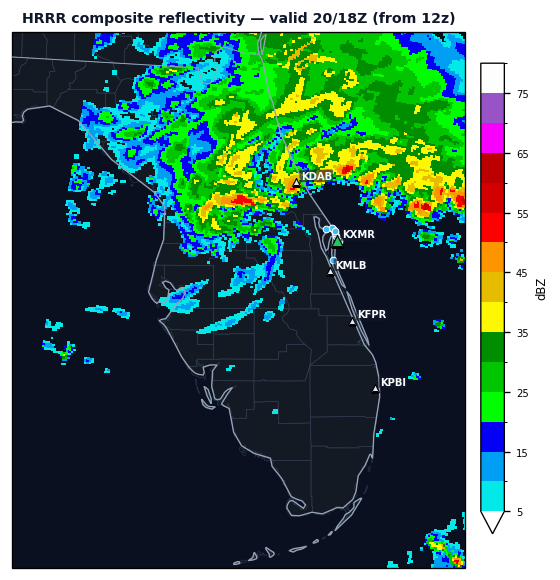 HRRR composite reflectivity — valid 20/18Z (from 12z)
KDAB
KXMR
KMLB
KFPR
KPBI
75
65
55
45
35
25
15
5
dBZ